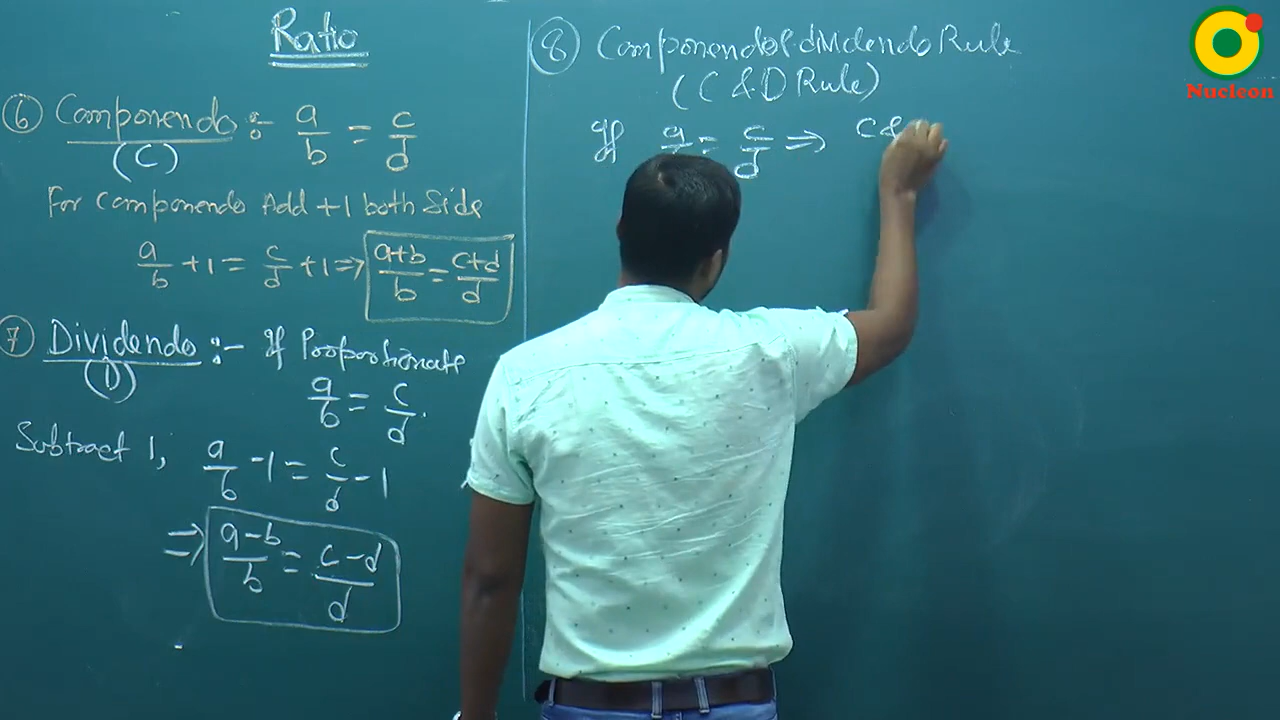 Ratio
⑥ Componendo :- a/b = c/d
(C)
For componendo Add +1 both Side
a/b +1 = c/d +1 ⇒ (a+b)/b = (c+d)/d
⑦ Dividendo :- If Proportionate
(D)
a/b = c/d.
Subtract 1, a/b -1 = c/d - 1
⇒ (a-b)/b = (c-d)/d
⑧ Componendo & dividendo Rule
(C & D Rule)
If a/ = c/d ⇒ C &
Nucleon